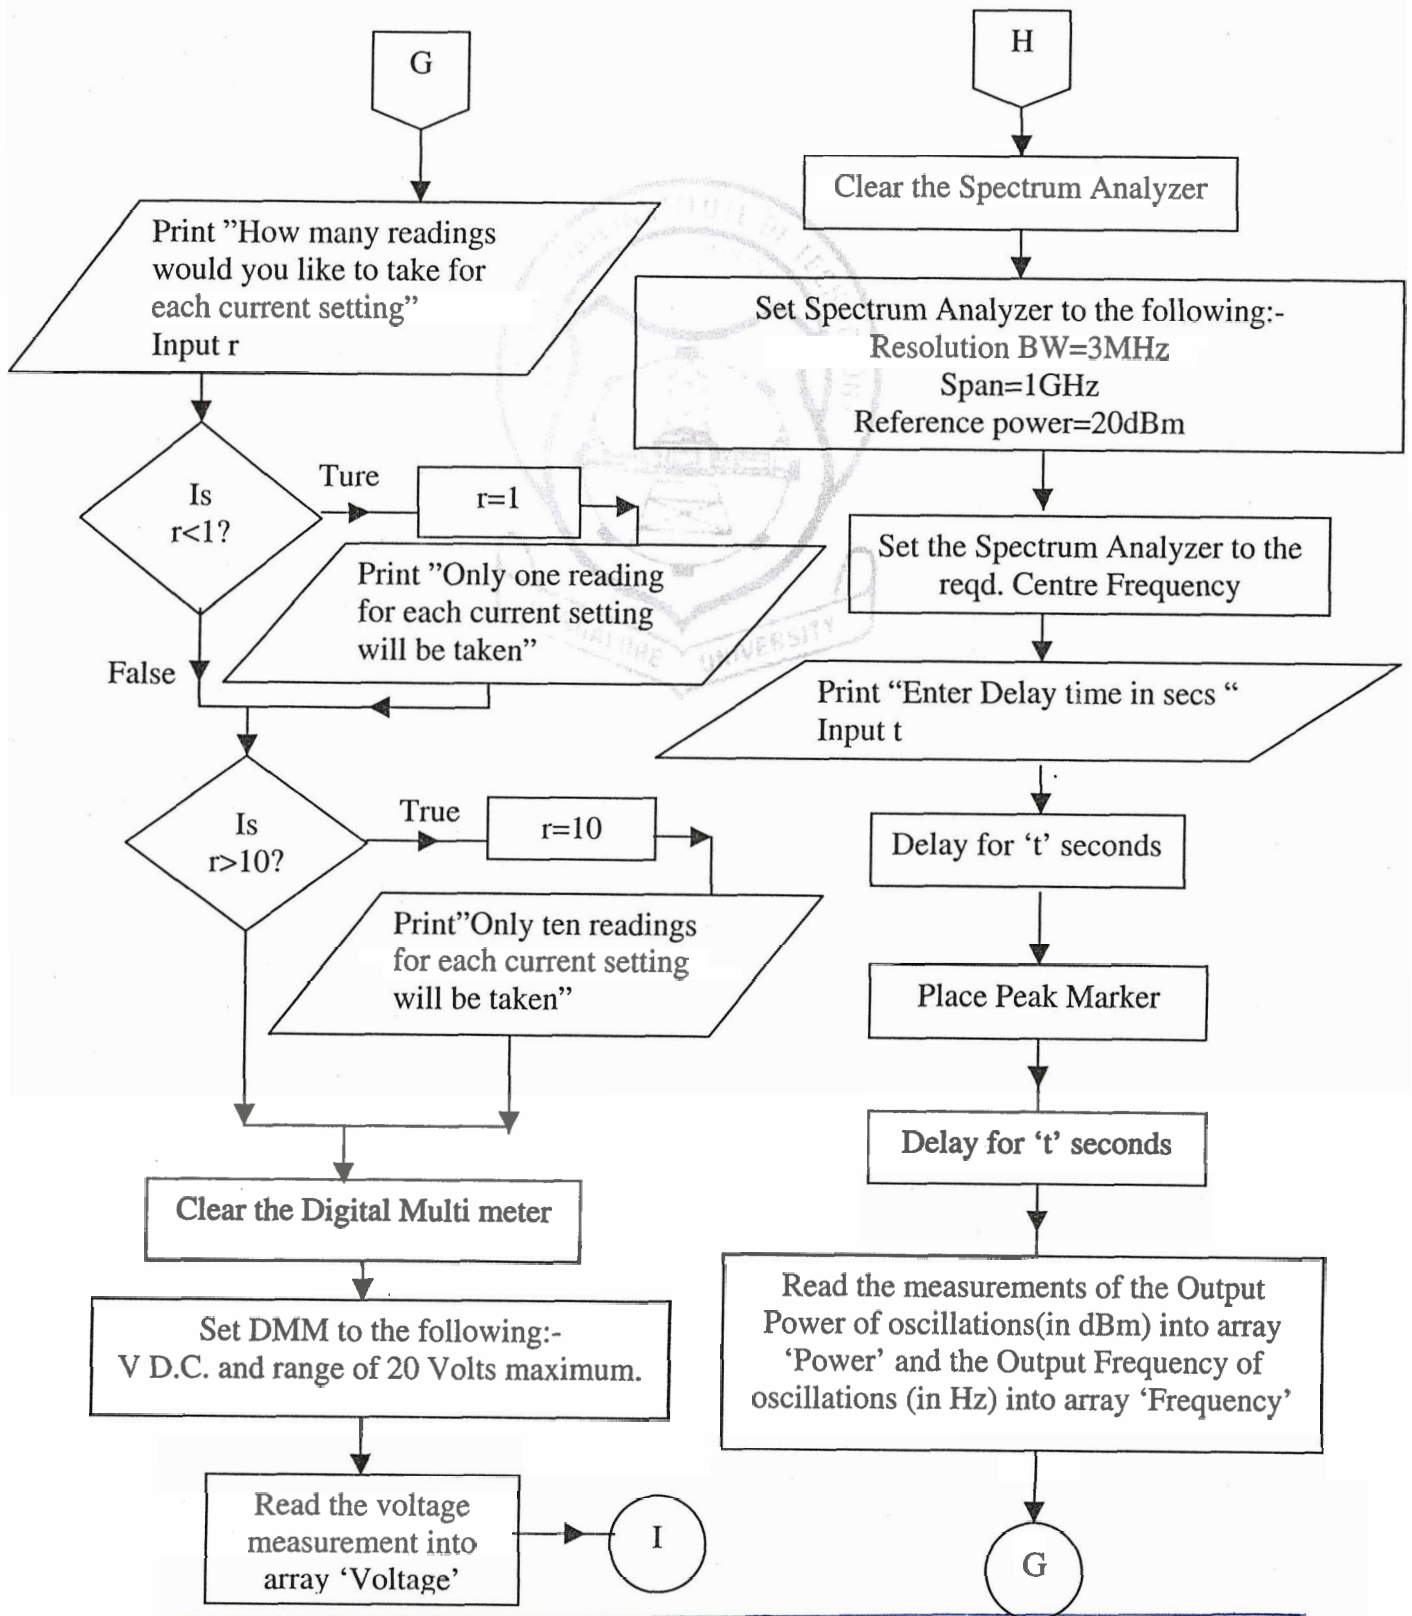 G
Print ”How many readings
would you like to take for
each current setting”
Input r
Is
r<1?
Ture
r=1
Print ”Only one reading
for each current setting
will be taken”
False
Is
r>10?
True
r=10
Print”Only ten readings
for each current setting
will be taken”
Clear the Digital Multi meter
Set DMM to the following:-
V D.C. and range of 20 Volts maximum.
Read the voltage
measurement into
array ‘Voltage’
I
H
Clear the Spectrum Analyzer
Set Spectrum Analyzer to the following:-
Resolution BW=3MHz
Span=1GHz
Reference power=20dBm
Set the Spectrum Analyzer to the
reqd. Centre Frequency
Print “Enter Delay time in secs “
Input t
Delay for ‘t’ seconds
Place Peak Marker
Delay for ‘t’ seconds
Read the measurements of the Output
Power of oscillations(in dBm) into array
‘Power’ and the Output Frequency of
oscillations (in Hz) into array ‘Frequency’
G
UNIVERSITY